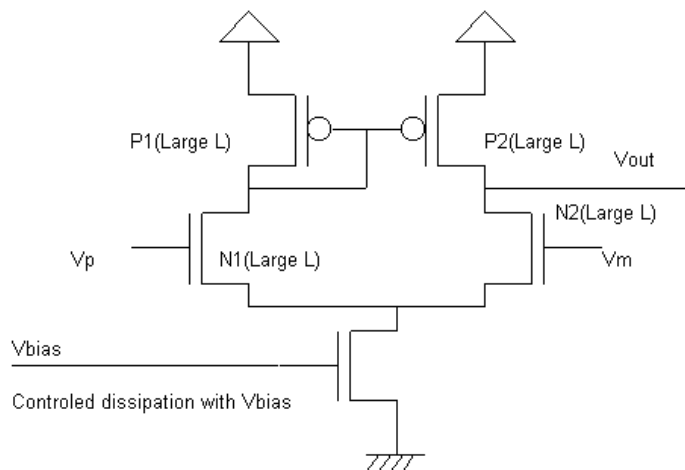 P1(Large L)
P2(Large L)
Vout
N2(Large L)
Vp
N1(Large L)
Vm
Vbias
Controled dissipation with Vbias